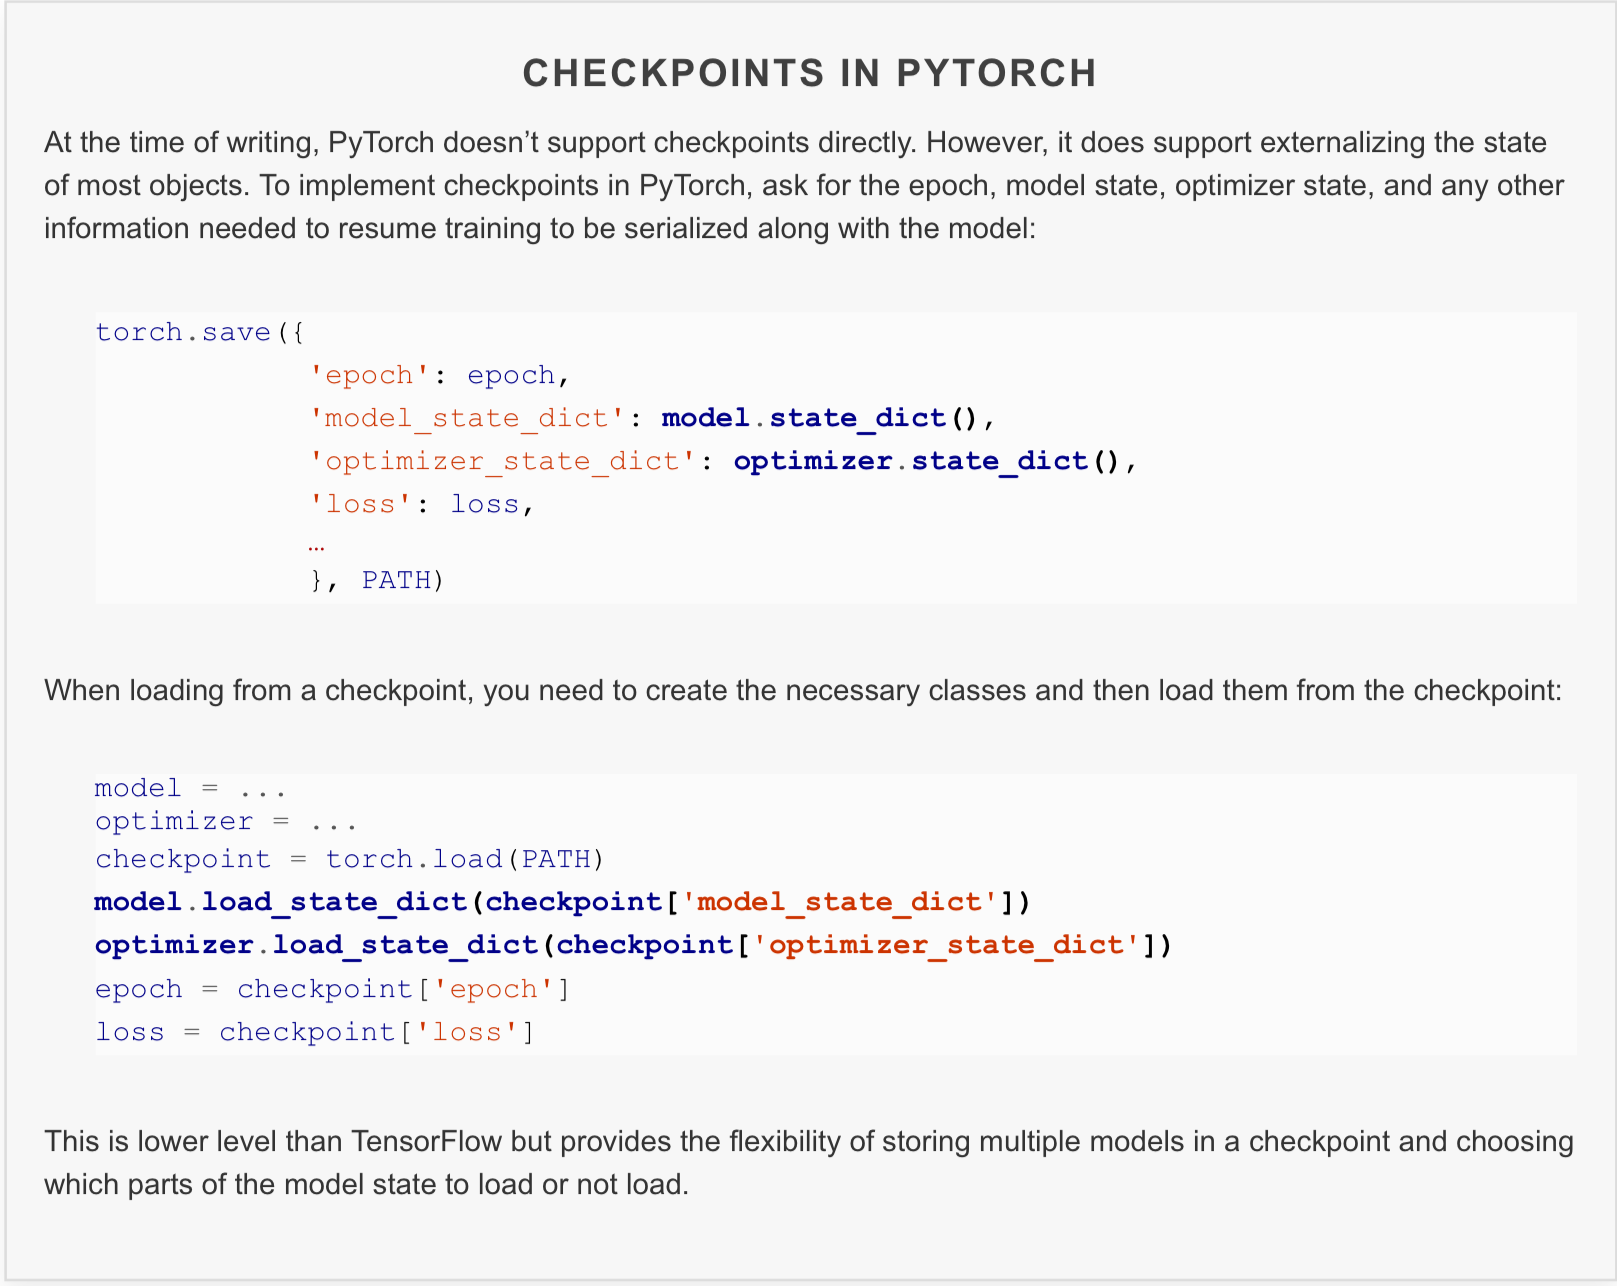 CHECKPOINTS IN PYTORCH
At the time of writing, PyTorch doesn’t support checkpoints directly. However, it does support externalizing the state
of most objects. To implement checkpoints in PyTorch, ask for the epoch, model state, optimizer state, and any other
information needed to resume training to be serialized along with the model:
torch.save({
'epoch': epoch,
'model_state_dict': model.state_dict(),
'optimizer_state_dict': optimizer.state_dict(),
'loss': loss,
…
}, PATH)
When loading from a checkpoint, you need to create the necessary classes and then load them from the checkpoint:
model = ...
optimizer = ...
checkpoint = torch.load(PATH)
model.load_state_dict(checkpoint['model_state_dict'])
optimizer.load_state_dict(checkpoint['optimizer_state_dict'])
epoch = checkpoint['epoch']
loss = checkpoint['loss']
This is lower level than TensorFlow but provides the flexibility of storing multiple models in a checkpoint and choosing
which parts of the model state to load or not load.